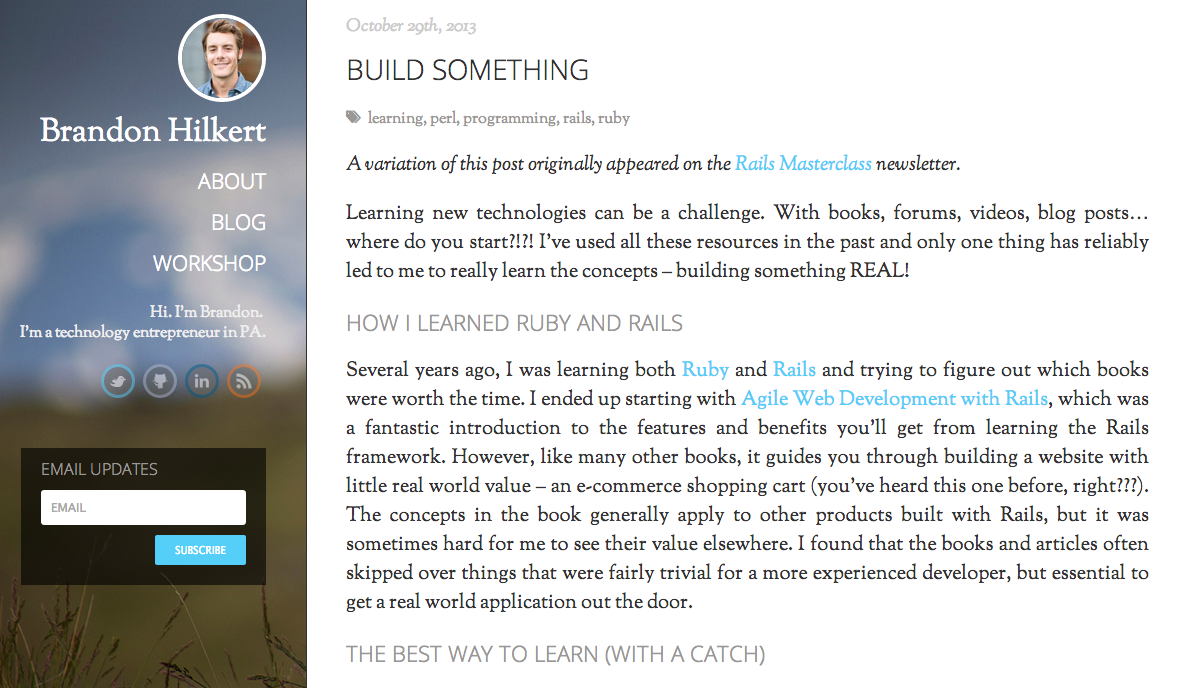 Brandon Hilkert
ABOUT
BLOG
WORKSHOP
Hi. I'm Brandon.
I'm a technology entrepreneur in PA.
in
EMAIL UPDATES
EMAIL
SUBSCRIBE
October 29th, 2013
BUILD SOMETHING
learning, perl, programming, rails, ruby
A variation of this post originally appeared on the Rails Masterclass newsletter.
Learning new technologies can be a challenge. With books, forums, videos, blog posts…
where do you start?!?! I've used all these resources in the past and only one thing has reliably
led to me to really learn the concepts – building something REAL!
HOW I LEARNED RUBY AND RAILS
Several years ago, I was learning both Ruby and Rails and trying to figure out which books
were worth the time. I ended up starting with Agile Web Development with Rails, which was
a fantastic introduction to the features and benefits you'll get from learning the Rails
framework. However, like many other books, it guides you through building a website with
little real world value – an e-commerce shopping cart (you've heard this one before, right???).
The concepts in the book generally apply to other products built with Rails, but it was
sometimes hard for me to see their value elsewhere. I found that the books and articles often
skipped over things that were fairly trivial for a more experienced developer, but essential to
get a real world application out the door.
THE BEST WAY TO LEARN (WITH A CATCH)